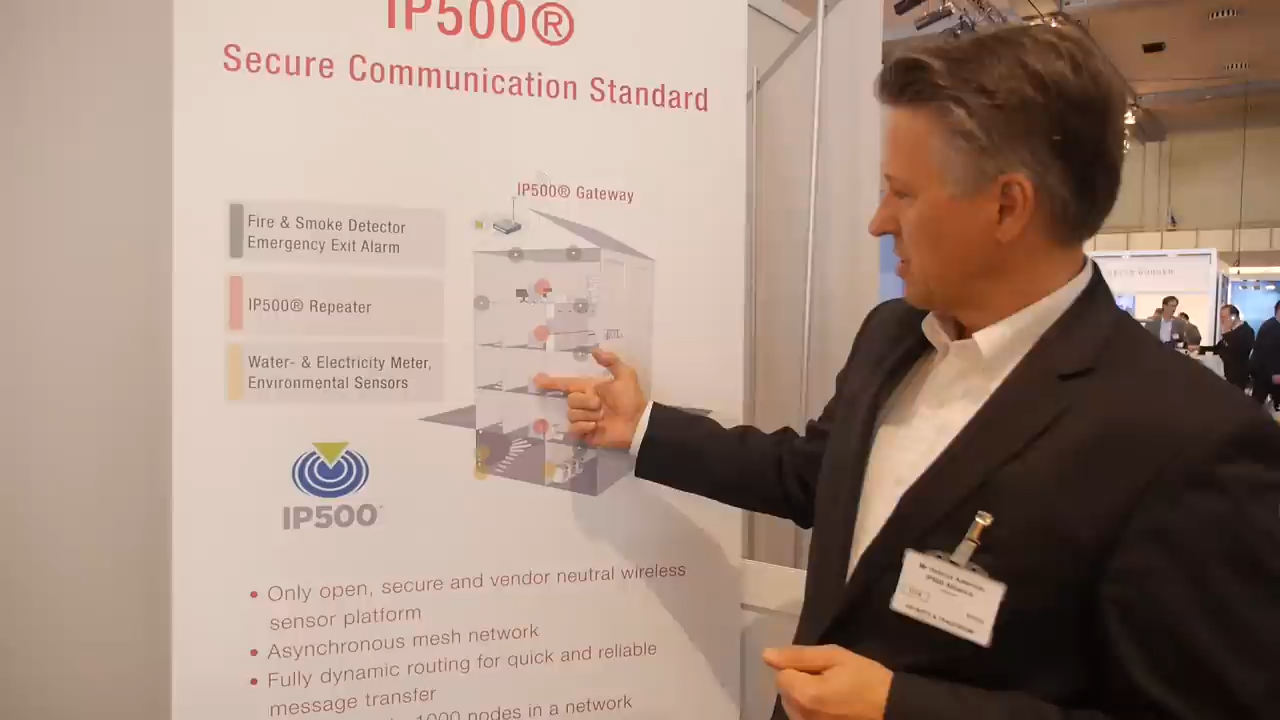 IP500®
Secure Communication Standard
IP500® Gateway
Fire & Smoke Detector
Emergency Exit Alarm
IP500® Repeater
Water- & Electricity Meter,
Environmental Sensors
IP500
• Only open, secure and vendor neutral wireless
sensor platform
• Asynchronous mesh network
• Fully dynamic routing for quick and reliable
message transfer
1000 nodes in a network
IP500 Alliance